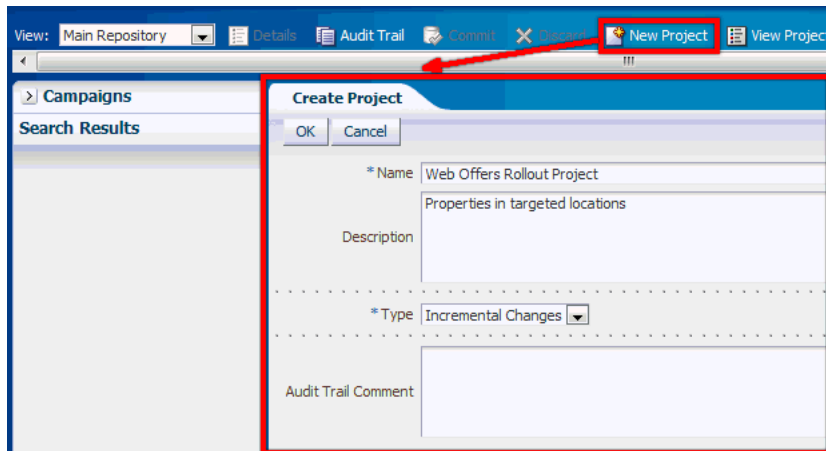 View: Main Repository Details Audit Trail Commit Discard New Project View Projec
Campaigns
Search Results
Create Project
OK Cancel
* Name Web Offers Rollout Project
Description Properties in targeted locations
* Type Incremental Changes
Audit Trail Comment